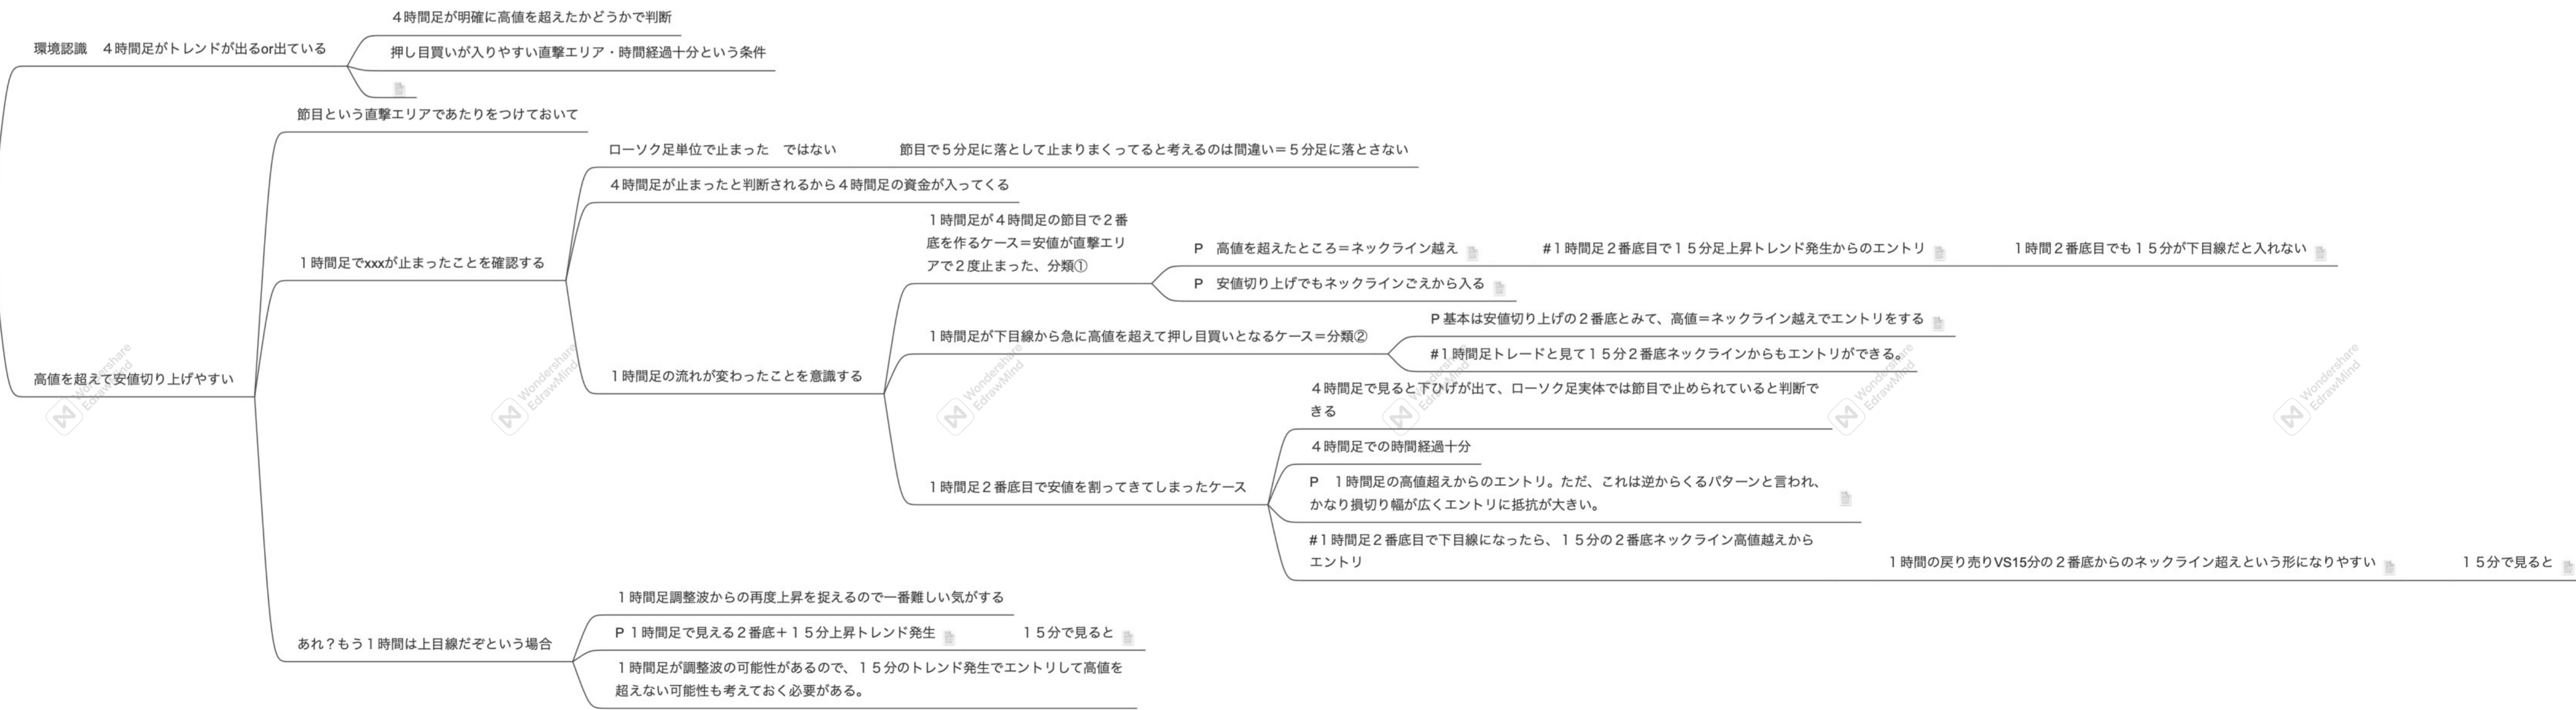 ４時間足が明確に高値を超えたかどうかで判断
環境認識　４時間足がトレンドが出るor出ている
押し目買いが入りやすい直撃エリア・時間経過十分という条件
節目という直撃エリアであたりをつけておいて
ローソク足単位で止まった　ではない
節目で５分足に落として止まりまくってると考えるのは間違い＝５分足に落とさない
４時間足が止まったと判断されるから４時間足の資金が入ってくる
１時間足でxxxが止まったことを確認する
１時間足が４時間足の節目で２番
底を作るケース＝安値が直撃エリ
アで２度止まった、分類①
P　高値を超えたところ＝ネックライン越え
#１時間足２番底目で１５分足上昇トレンド発生からのエントリ
１時間２番底目でも１５分が下目線だと入れない
P　安値切り上げでもネックラインごえから入る
１時間足の流れが変わったことを意識する
１時間足が下目線から急に高値を超えて押し目買いとなるケース＝分類②
P 基本は安値切り上げの２番底とみて、高値＝ネックライン越えでエントリをする
#１時間足トレードと見て１５分２番底ネックラインからもエントリができる。
高値を超えて安値切り上げやすい
１時間足２番底目で安値を割ってきてしまったケース
４時間足で見ると下ひげが出て、ローソク足実体では節目で止められていると判断で
きる
４時間足での時間経過十分
P　１時間足の高値超えからのエントリ。ただ、これは逆からくるパターンと言われ、
かなり損切り幅が広くエントリに抵抗が大きい。
#１時間足２番底目で下目線になったら、１５分の２番底ネックライン高値越えから
エントリ
１時間の戻り売りVS15分の２番底からのネックライン超えという形になりやすい
１５分で見ると
あれ？もう１時間は上目線だぞという場合
１時間足調整波からの再度上昇を捉えるので一番難しい気がする
P １時間足で見える２番底＋１５分上昇トレンド発生
１５分で見ると
１時間足が調整波の可能性があるので、１５分のトレンド発生でエントリして高値を
超えない可能性も考えておく必要がある。
Wondershare
EdrawMind
Wondershare
EdrawMind
Wondershare
EdrawMind
Wondershare
EdrawMind
Wondershare
EdrawMind
Wondershare
EdrawMind